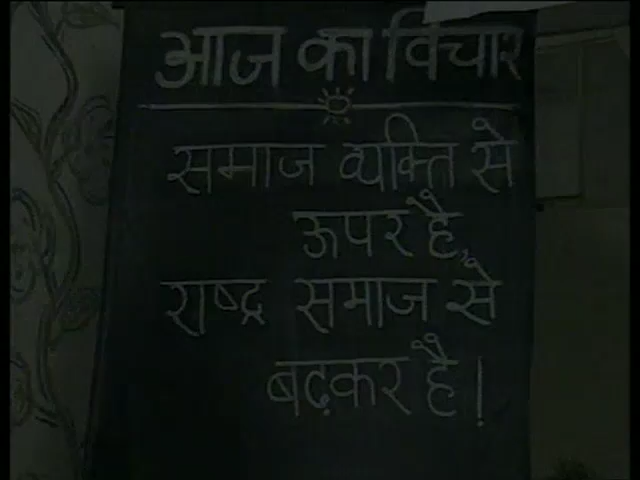 आज का विचार
समाज व्यक्ति से
ऊपर है,
राष्ट्र समाज से
बढ़कर है!